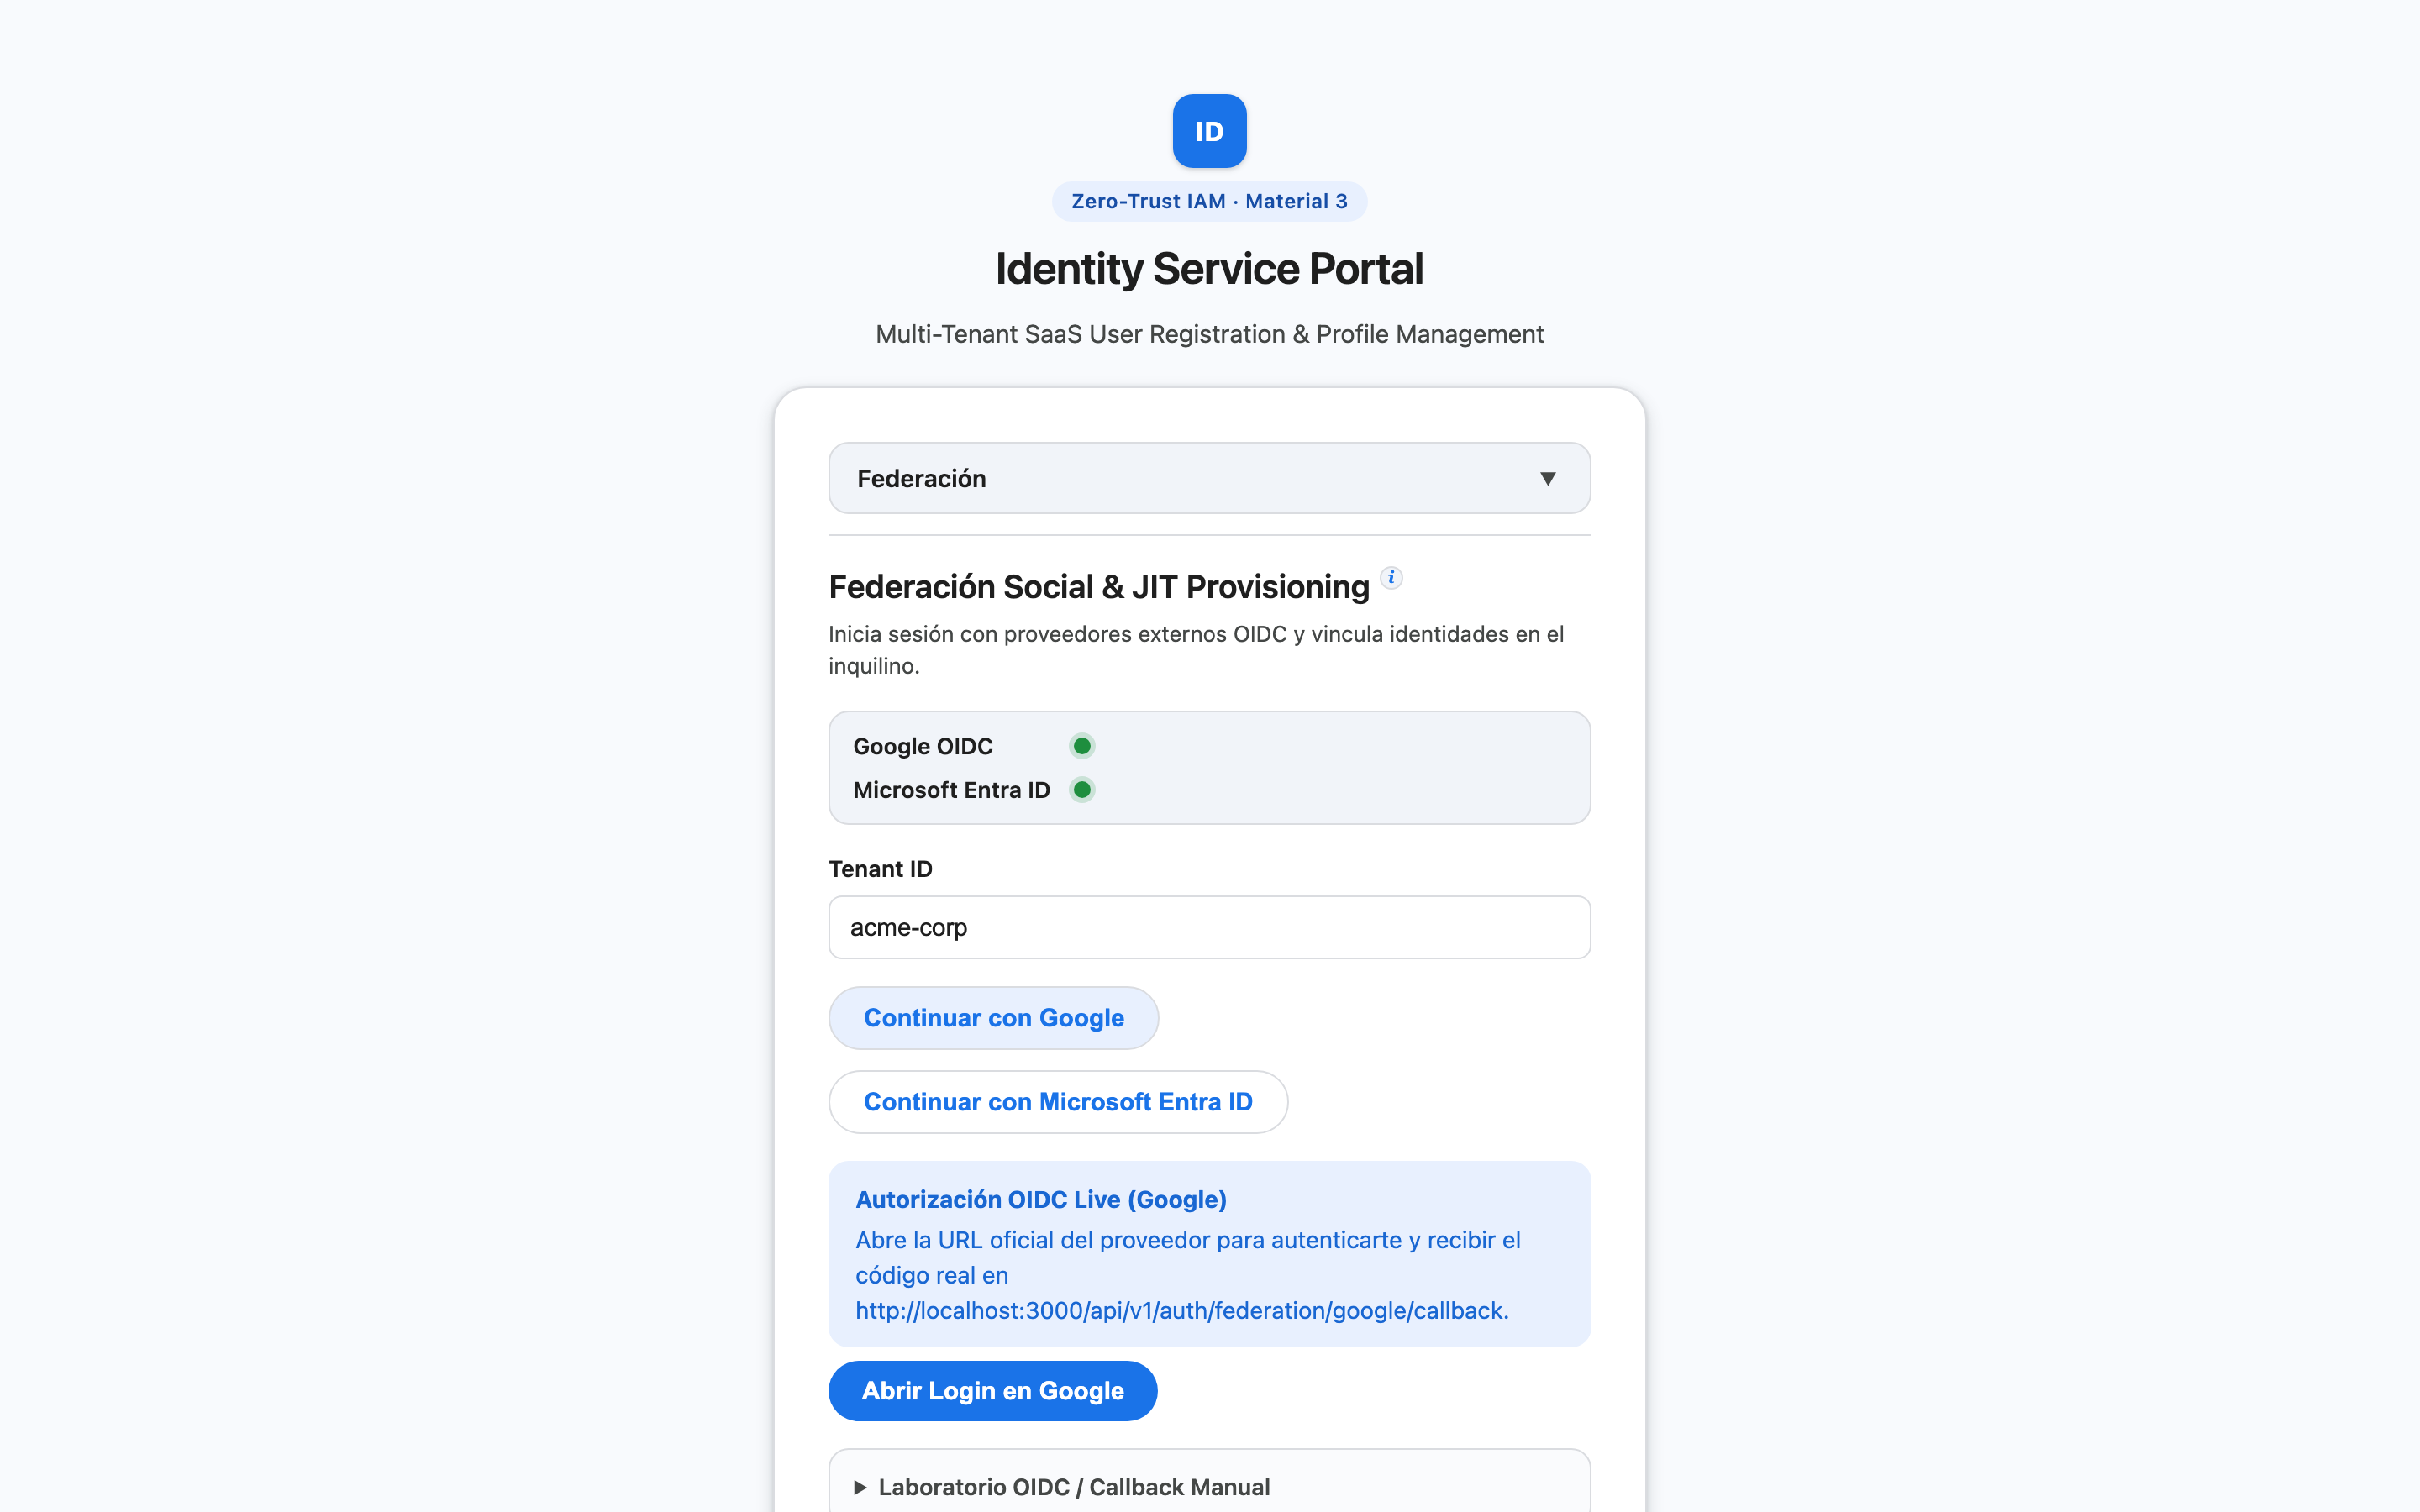 ID
Zero-Trust IAM · Material 3
Identity Service Portal
Multi-Tenant SaaS User Registration & Profile Management
Federación
Federación Social & JIT Provisioning i
Inicia sesión con proveedores externos OIDC y vincula identidades en el
inquilino.
Google OIDC
Microsoft Entra ID
Tenant ID
acme-corp
Continuar con Google
Continuar con Microsoft Entra ID
Autorización OIDC Live (Google)
Abre la URL oficial del proveedor para autenticarte y recibir el
código real en
http://localhost:3000/api/v1/auth/federation/google/callback.
Abrir Login en Google
Laboratorio OIDC / Callback Manual